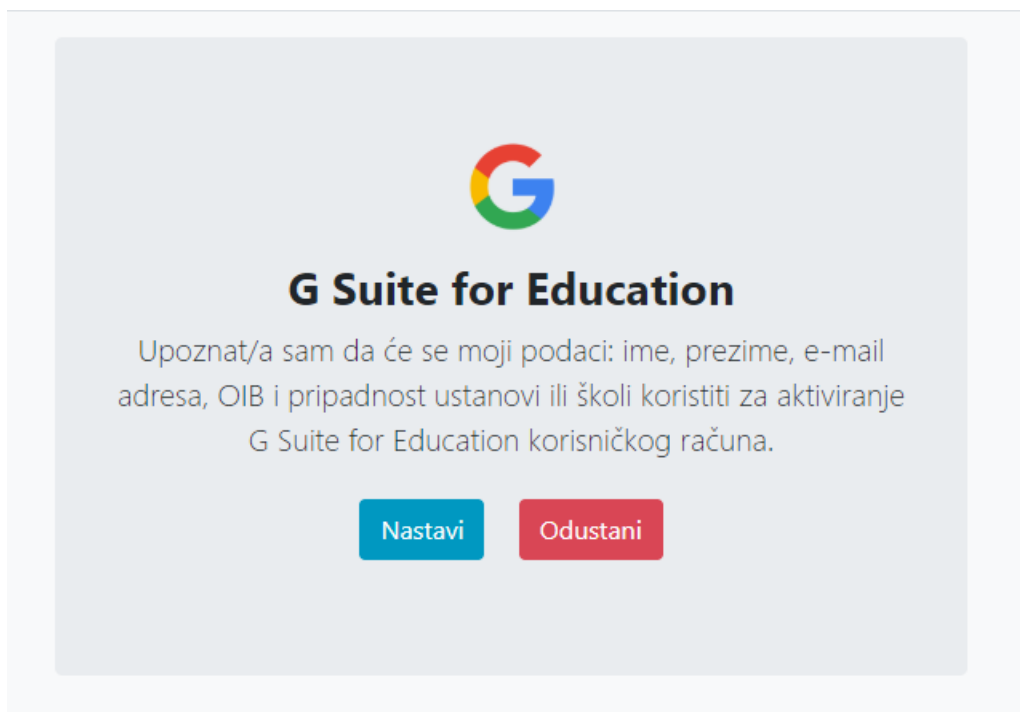 G Suite for Education
Upoznat/a sam da će se moji podaci: ime, prezime, e-mail
adresa, OIB i pripadnost ustanovi ili školi koristiti za aktiviranje
G Suite for Education korisničkog računa.
Nastavi Odustani